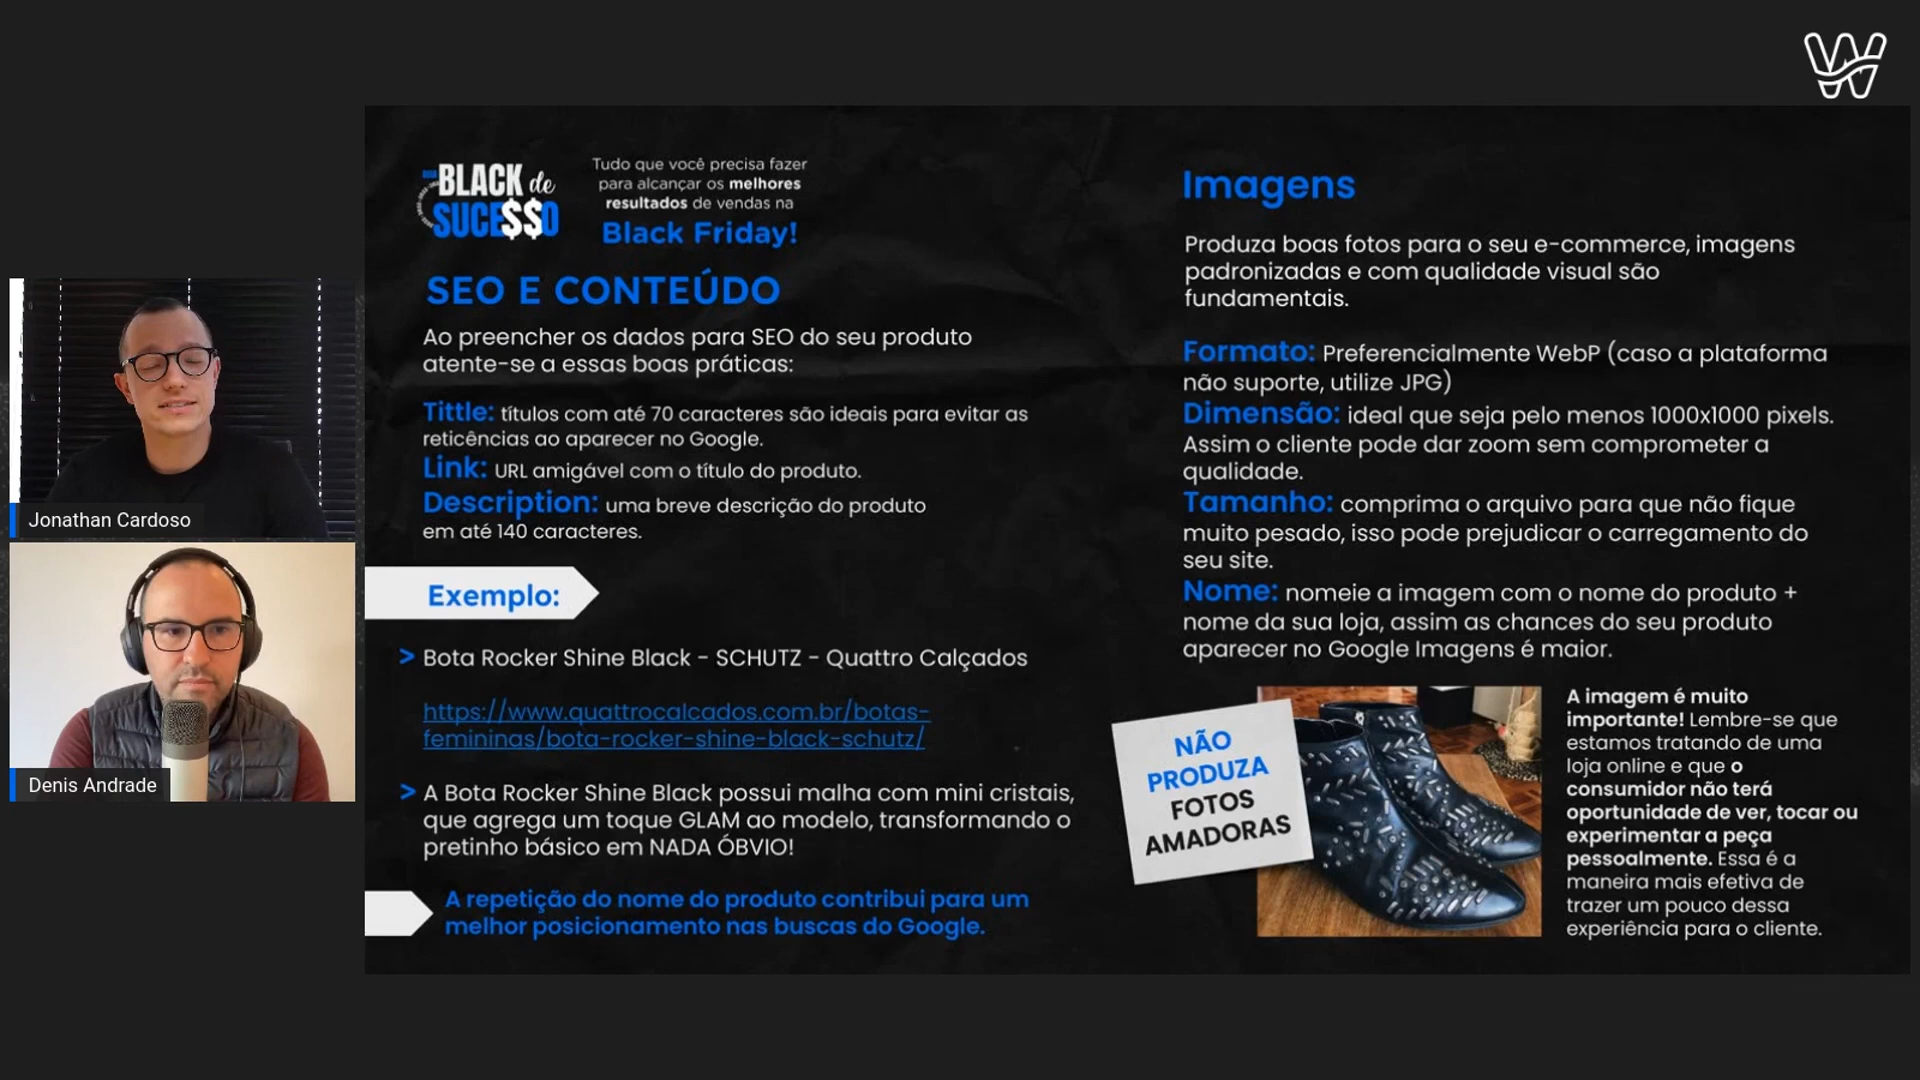 Jonathan Cardoso
Denis Andrade
BLACK de
SUCE$$O
Tudo que você precisa fazer
para alcançar os melhores
resultados de vendas na
Black Friday!
SEO E CONTEÚDO
Ao preencher os dados para SEO do seu produto
atente-se a essas boas práticas:
Tittle: títulos com até 70 caracteres são ideais para evitar as
reticências ao aparecer no Google.
Link: URL amigável com o título do produto.
Description: uma breve descrição do produto
em até 140 caracteres.
Exemplo:
> Bota Rocker Shine Black - SCHUTZ - Quattro Calçados
https://www.quattrocalcados.com.br/botas-
femininas/bota-rocker-shine-black-schutz/
> A Bota Rocker Shine Black possui malha com mini cristais,
que agrega um toque GLAM ao modelo, transformando o
pretinho básico em NADA ÓBVIO!
A repetição do nome do produto contribui para um
melhor posicionamento nas buscas do Google.
Imagens
Produza boas fotos para o seu e-commerce, imagens
padronizadas e com qualidade visual são
fundamentais.
Formato: Preferencialmente WebP (caso a plataforma
não suporte, utilize JPG)
Dimensão: ideal que seja pelo menos 1000x1000 pixels.
Assim o cliente pode dar zoom sem comprometer a
qualidade.
Tamanho: comprima o arquivo para que não fique
muito pesado, isso pode prejudicar o carregamento do
seu site.
Nome: nomeie a imagem com o nome do produto +
nome da sua loja, assim as chances do seu produto
aparecer no Google Imagens é maior.
NÃO
PRODUZA
FOTOS
AMADORAS
A imagem é muito
importante! Lembre-se que
estamos tratando de uma
loja online e que o
consumidor não terá
oportunidade de ver, tocar ou
experimentar a peça
pessoalmente. Essa é a
maneira mais efetiva de
trazer um pouco dessa
experiência para o cliente.